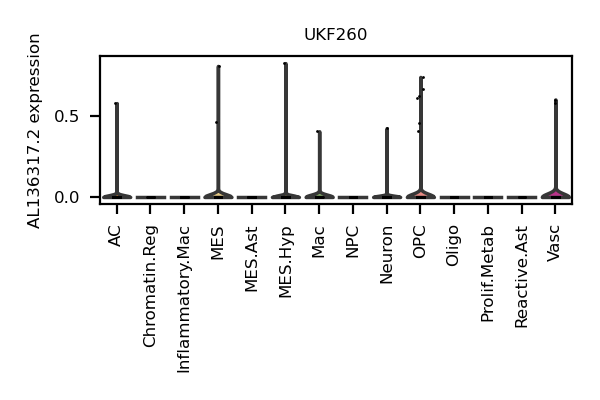 UKF260
AL136317.2 expression
0.5
0.0
AC
Chromatin.Reg
Inflammatory.Mac
MES
MES.Ast
MES.Hyp
Mac
NPC
Neuron
OPC
Oligo
Prolif.Metab
Reactive.Ast
Vasc